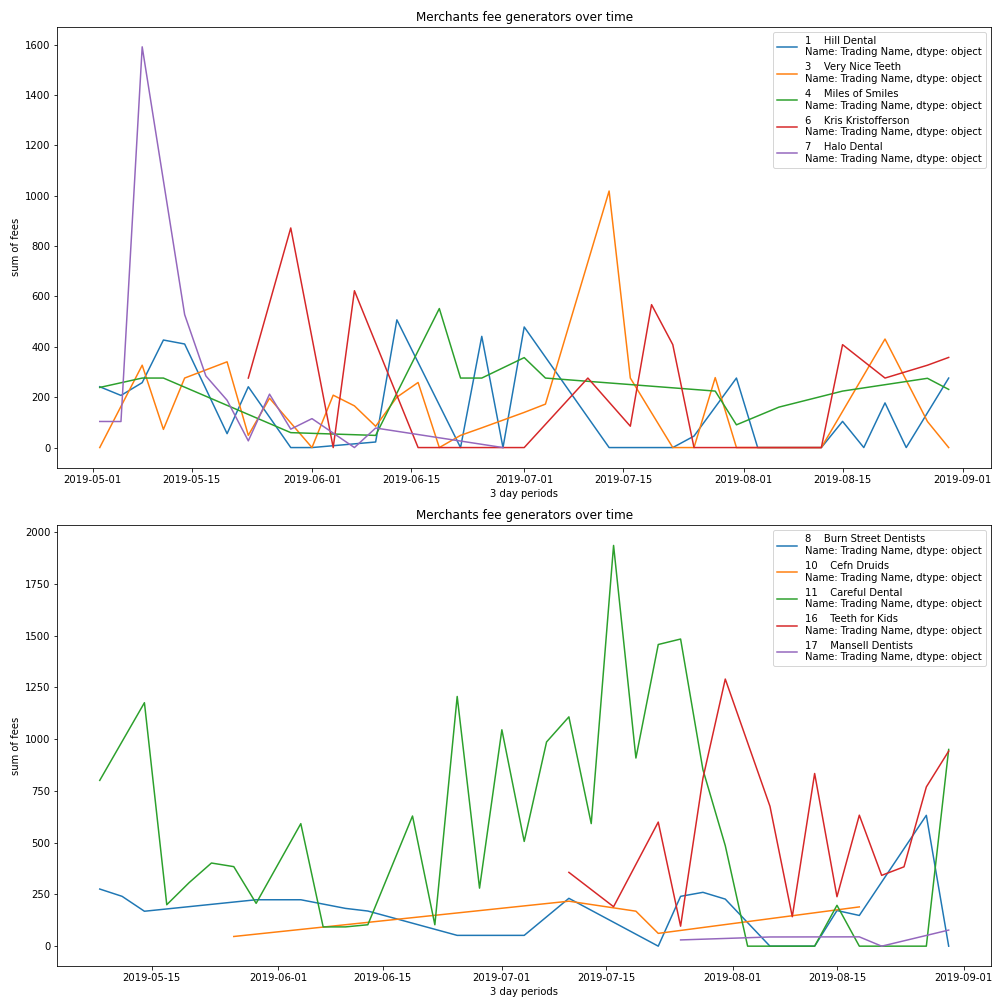 Merchants fee generators over time
1600
1400
1200
1000
800
600
400
200
0
sum of fees
1    Hill Dental
Name: Trading Name, dtype: object
3    Very Nice Teeth
Name: Trading Name, dtype: object
4    Miles of Smiles
Name: Trading Name, dtype: object
6    Kris Kristofferson
Name: Trading Name, dtype: object
7    Halo Dental
Name: Trading Name, dtype: object
2019-05-01 2019-05-15 2019-06-01 2019-06-15 2019-07-01 2019-07-15 2019-08-01 2019-08-15 2019-09-01
3 day periods
Merchants fee generators over time
2000
1750
1500
1250
1000
750
500
250
0
sum of fees
8    Burn Street Dentists
Name: Trading Name, dtype: object
10    Cefn Druids
Name: Trading Name, dtype: object
11    Careful Dental
Name: Trading Name, dtype: object
16    Teeth for Kids
Name: Trading Name, dtype: object
17    Mansell Dentists
Name: Trading Name, dtype: object
2019-05-15 2019-06-01 2019-06-15 2019-07-01 2019-07-15 2019-08-01 2019-08-15 2019-09-01
3 day periods